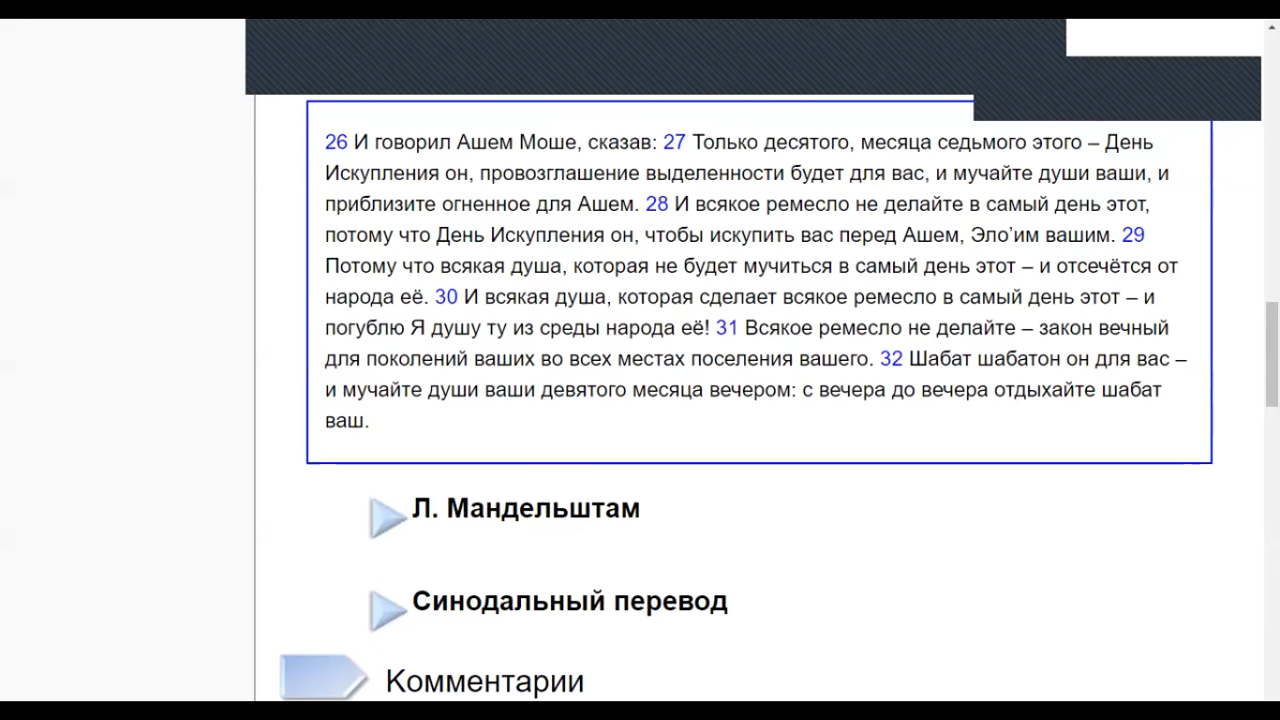 26 И говорил Ашем Моше, сказав: 27 Только десятого, месяца седьмого этого – День
Искупления он, провозглашение выделенности будет для вас, и мучайте души ваши, и
приблизите огненное для Ашем. 28 И всякое ремесло не делайте в самый день этот,
потому что День Искупления он, чтобы искупить вас перед Ашем, Эло’им вашим. 29
Потому что всякая душа, которая не будет мучиться в самый день этот – и отсечётся от
народа её. 30 И всякая душа, которая сделает всякое ремесло в самый день этот – и
погублю Я душу ту из среды народа её! 31 Всякое ремесло не делайте – закон вечный
для поколений ваших во всех местах поселения вашего. 32 Шабат шабатон он для вас –
и мучайте души ваши девятого месяца вечером: с вечера до вечера отдыхайте шабат
ваш.
Л. Мандельштам
Синодальный перевод
Комментарии